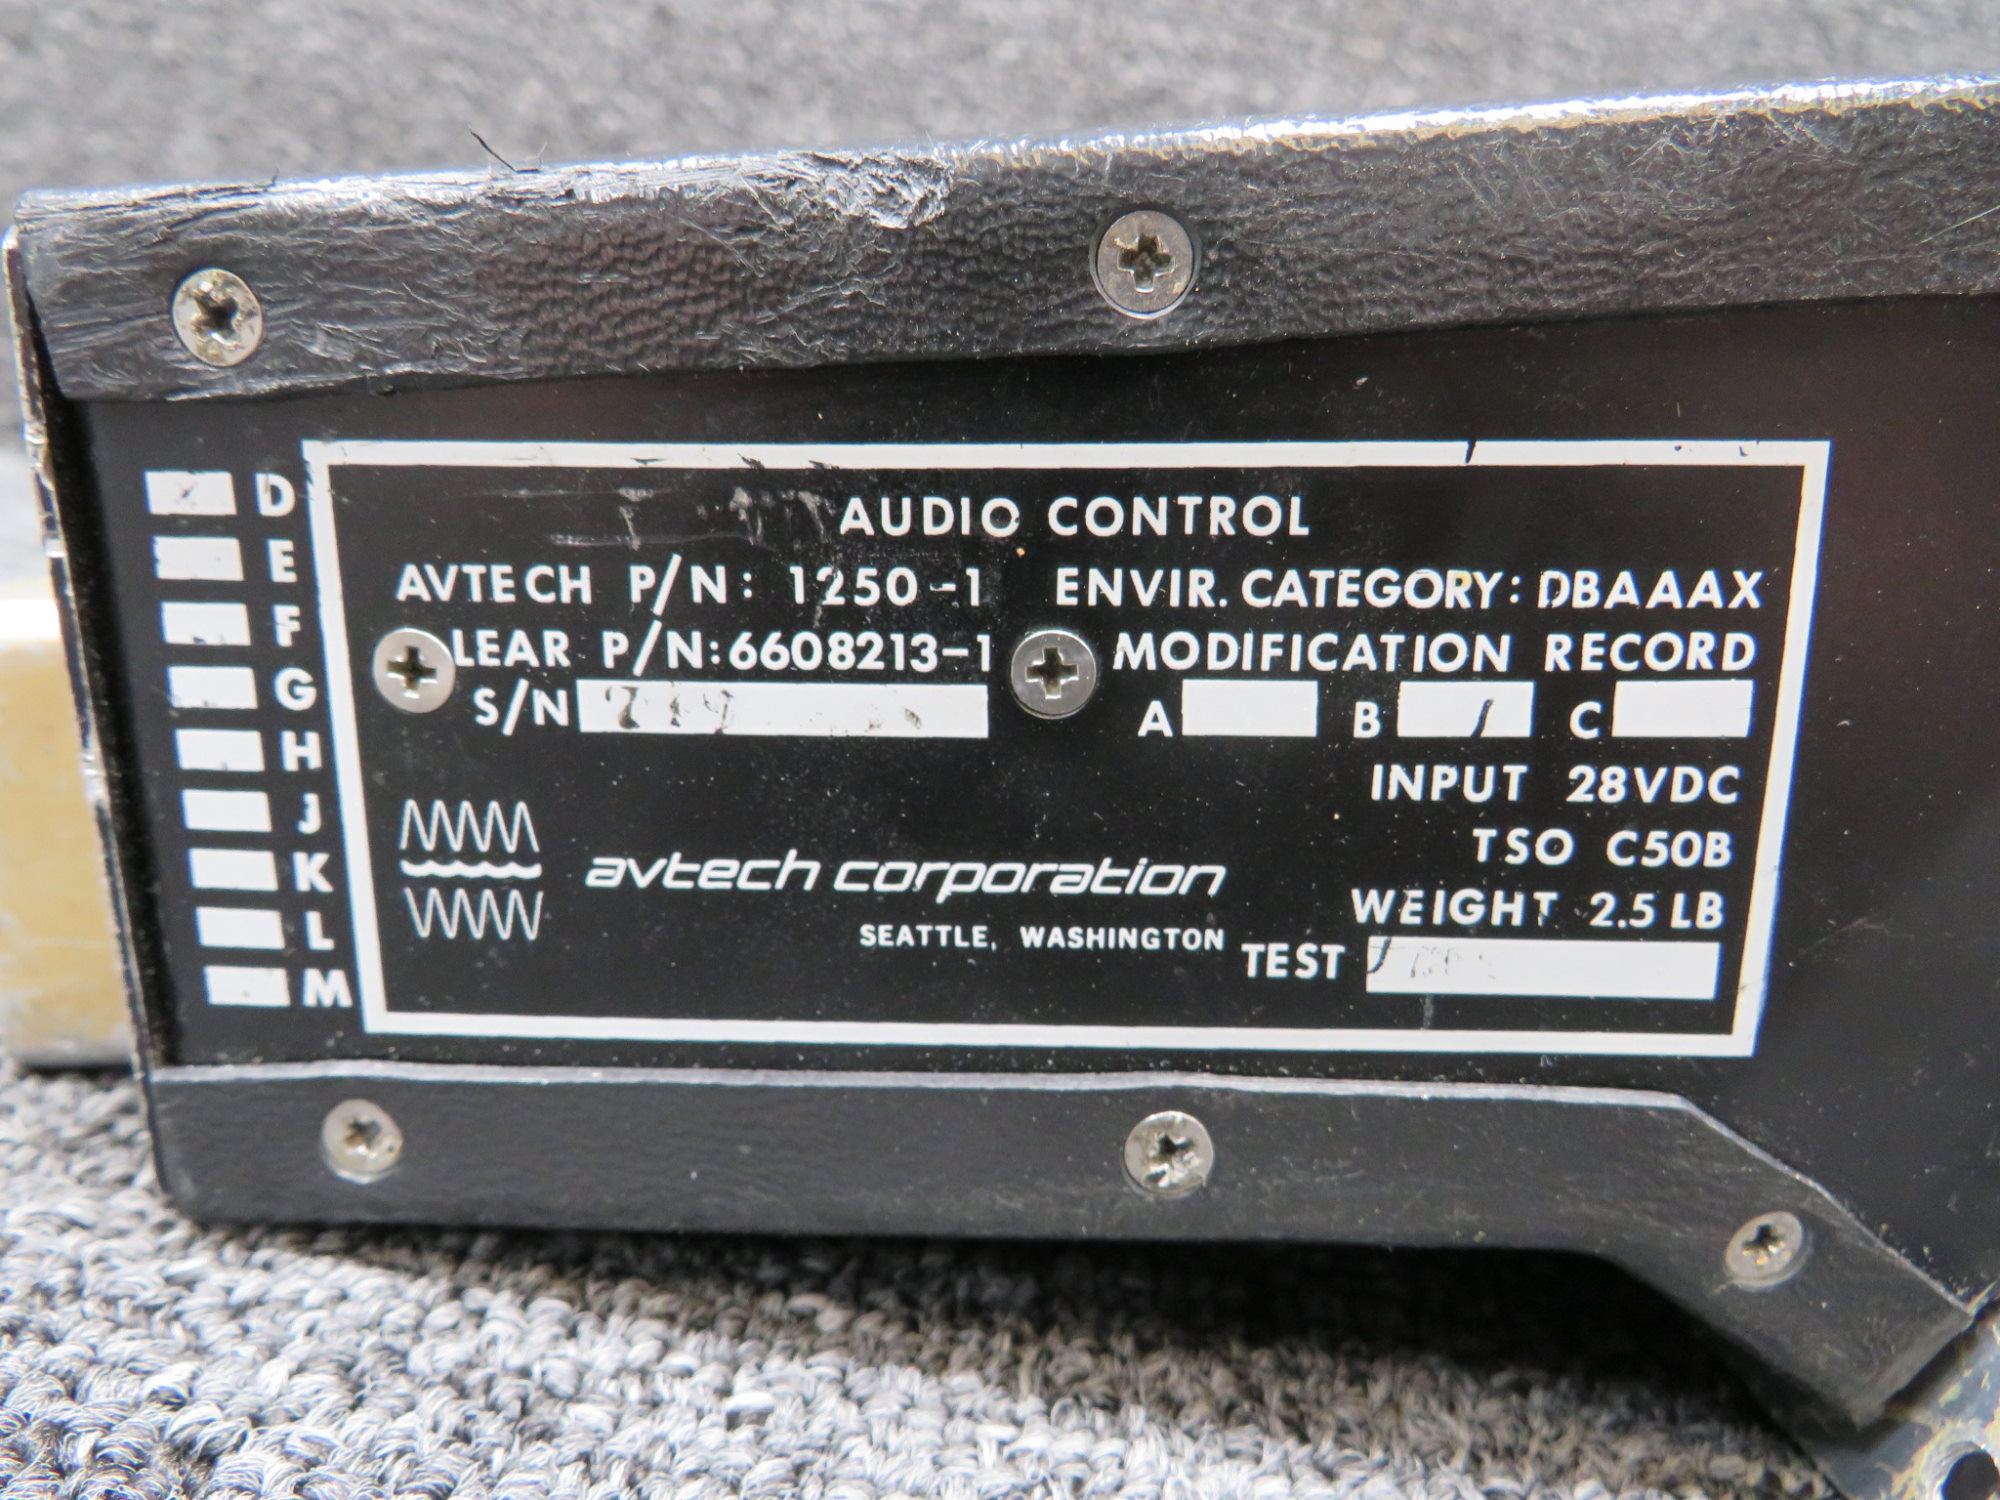 AUDIO CONTROL
AVTECH P/N: 1250-1 ENVIR. CATEGORY: DBAAAX
LEAR P/N:6608213-1 MODIFICATION RECORD
S/N A B C
INPUT 28VDC
TSO C50B
WEIGHT 2.5 LB
avtech corporation
SEATTLE, WASHINGTON
TEST
D
E
F
G
H
J
K
L
M